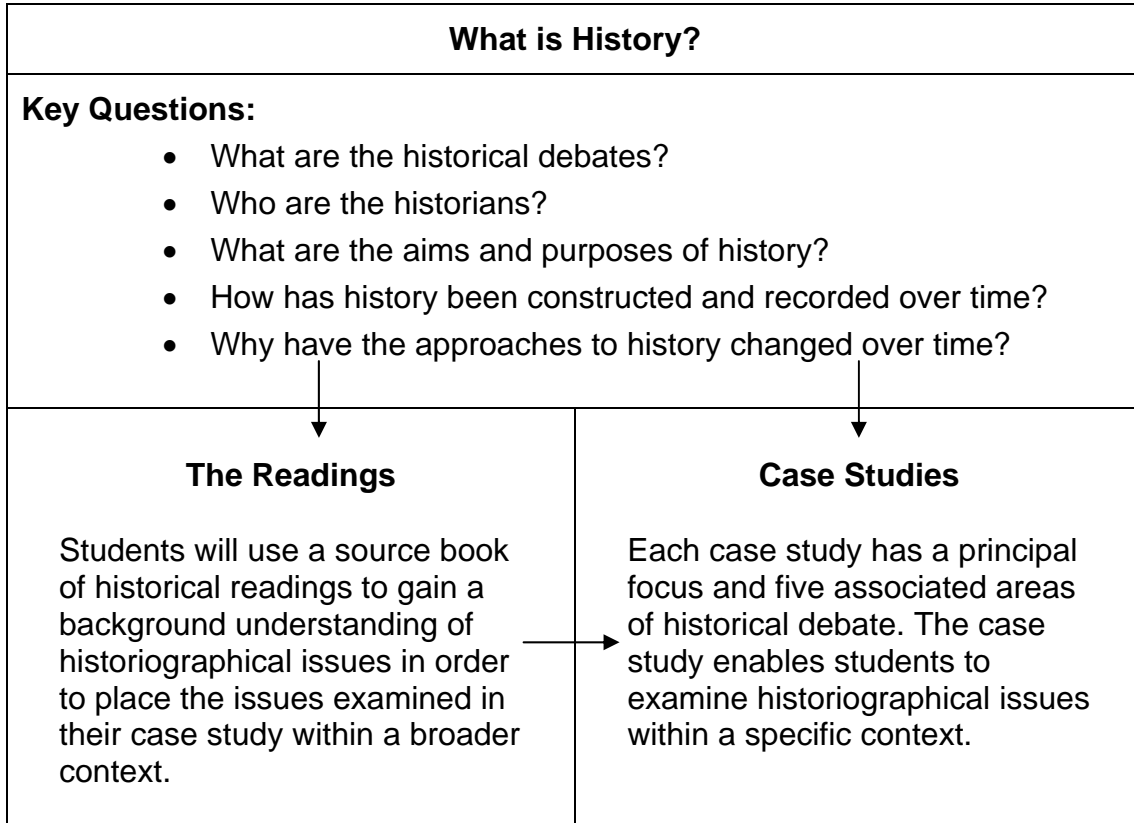 What is History?
Key Questions:
• What are the historical debates?
• Who are the historians?
• What are the aims and purposes of history?
• How has history been constructed and recorded over time?
• Why have the approaches to history changed over time?
The Readings
Students will use a source book
of historical readings to gain a
background understanding of
historiographical issues in order
to place the issues examined in
their case study within a broader
context.
Case Studies
Each case study has a principal
focus and five associated areas
of historical debate. The case
study enables students to
examine historiographical issues
within a specific context.